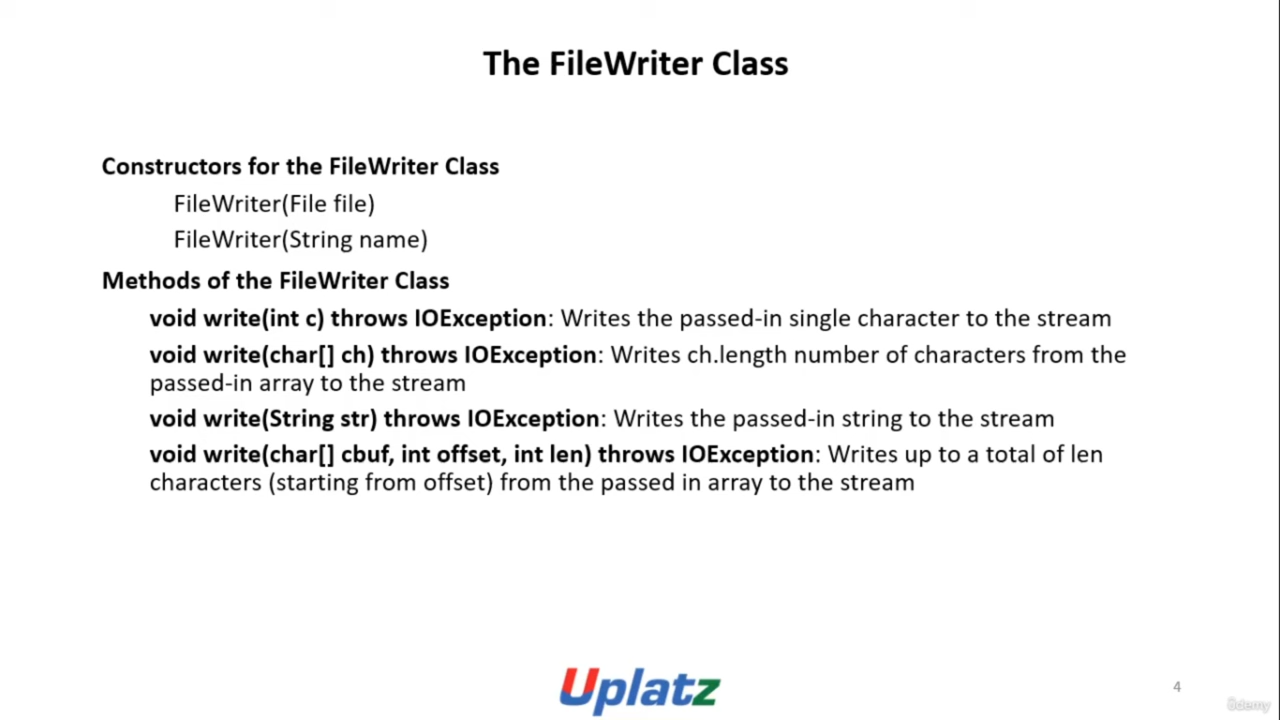 The FileWriter Class
Constructors for the FileWriter Class
FileWriter(File file)
FileWriter(String name)
Methods of the FileWriter Class
void write(int c) throws IOException: Writes the passed-in single character to the stream
void write(char[] ch) throws IOException: Writes ch.length number of characters from the
passed-in array to the stream
void write(String str) throws IOException: Writes the passed-in string to the stream
void write(char[] cbuf, int offset, int len) throws IOException: Writes up to a total of len
characters (starting from offset) from the passed in array to the stream
Uplatz
4
ûdemy